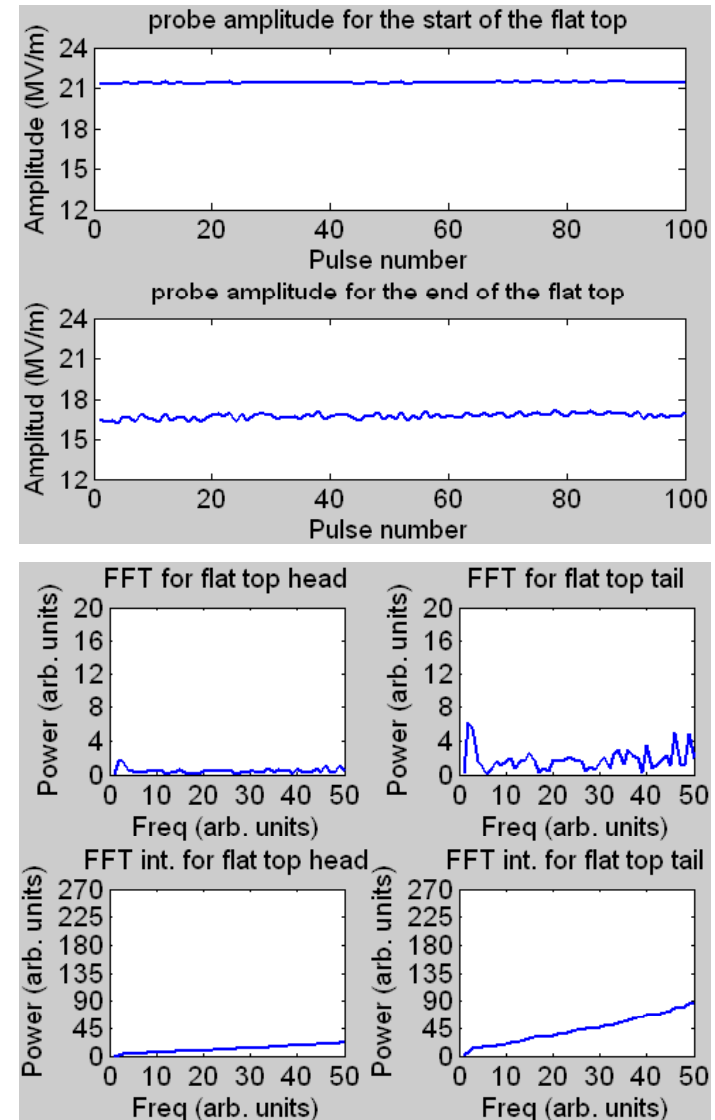 probe amplitude for the start of the flat top
Amplitude (MV/m)
24
21
18
15
12
0 20 40 60 80 100
Pulse number
probe amplitude for the end of the flat top
Amplitud (MV/m)
24
21
18
15
12
0 20 40 60 80 100
Pulse number
FFT for flat top head
Power (arb. units)
20
16
12
8
4
0
0 10 20 30 40 50
Freq (arb. units)
FFT for flat top tail
Power (arb. units)
20
16
12
8
4
0
0 10 20 30 40 50
Freq (arb. units)
FFT int. for flat top head
Power (arb. units)
270
225
180
135
90
45
0
0 10 20 30 40 50
Freq (arb. units)
FFT int. for flat top tail
Power (arb. units)
270
225
180
135
90
45
0
0 10 20 30 40 50
Freq (arb. units)